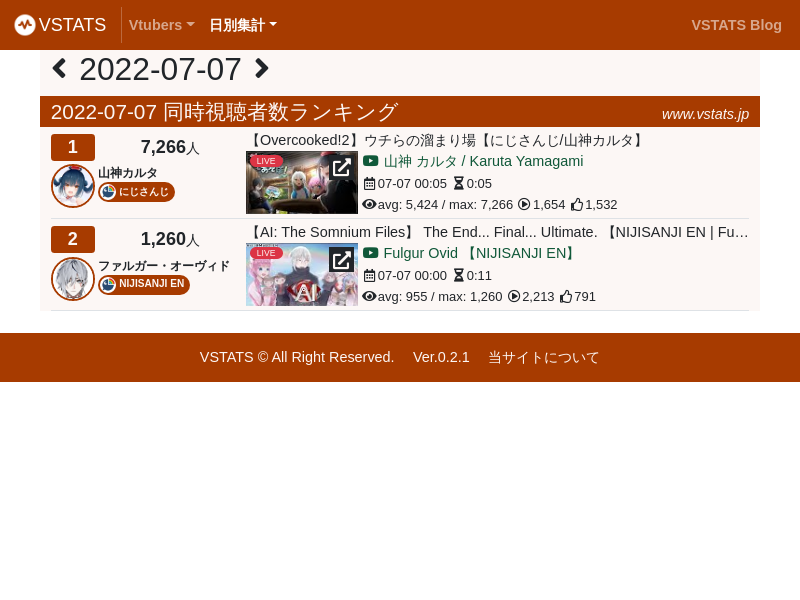 VSTATS Vtubers 日別集計 VSTATS Blog
2022-07-07
2022-07-07 同時視聴者数ランキング www.vstats.jp
1 7,266人
山神カルタ
にじさんじ
【Overcooked!2】ウチらの溜まり場【にじさんじ/山神カルタ】
LIVE
山神 カルタ / Karuta Yamagami
07-07 00:05 0:05
avg: 5,424 / max: 7,266 1,654 1,532
2 1,260人
ファルガー・オーヴィド
NIJISANJI EN
【AI: The Somnium Files】 The End... Final... Ultimate. 【NIJISANJI EN | Fu…
LIVE
AI
Fulgur Ovid 【NIJISANJI EN】
07-07 00:00 0:11
avg: 955 / max: 1,260 2,213 791
VSTATS © All Right Reserved. Ver.0.2.1 当サイトについて